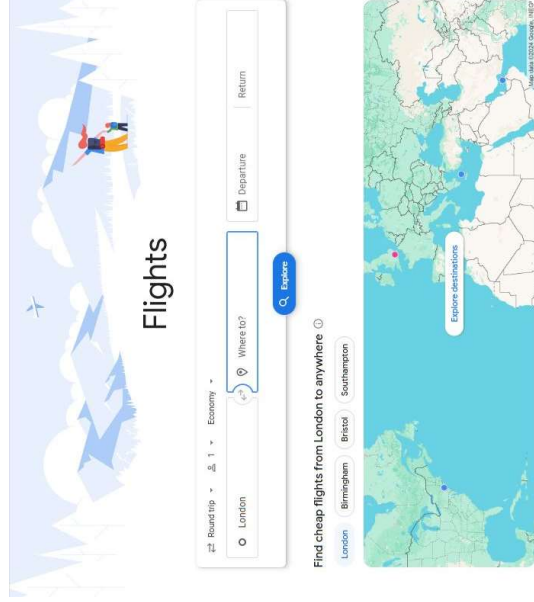 Flights
Round trip 1 Economy
London Where to? Departure Return
Explore
Find cheap flights from London to anywhere
London Birmingham Bristol Southampton
Explore destinations
Map data ©2024 Google, INEGI